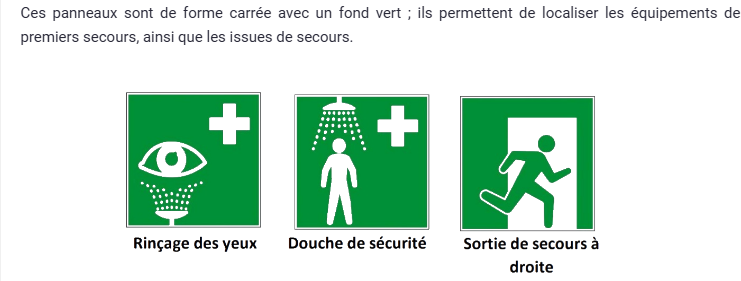 Ces panneaux sont de forme carrée avec un fond vert ; ils permettent de localiser les équipements de
premiers secours, ainsi que les issues de secours.
Rinçage des yeux
Douche de sécurité
Sortie de secours à
droite